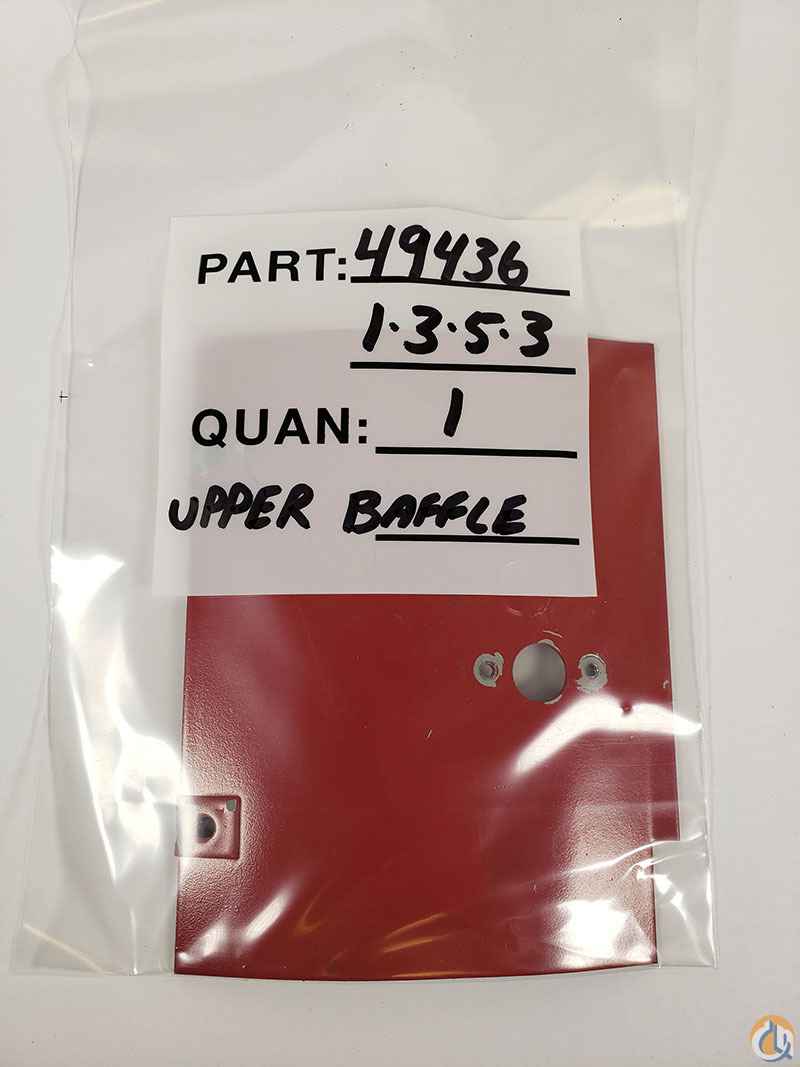 PART: 49436
1.3.5.3
QUAN: 1
UPPER BAFFLE